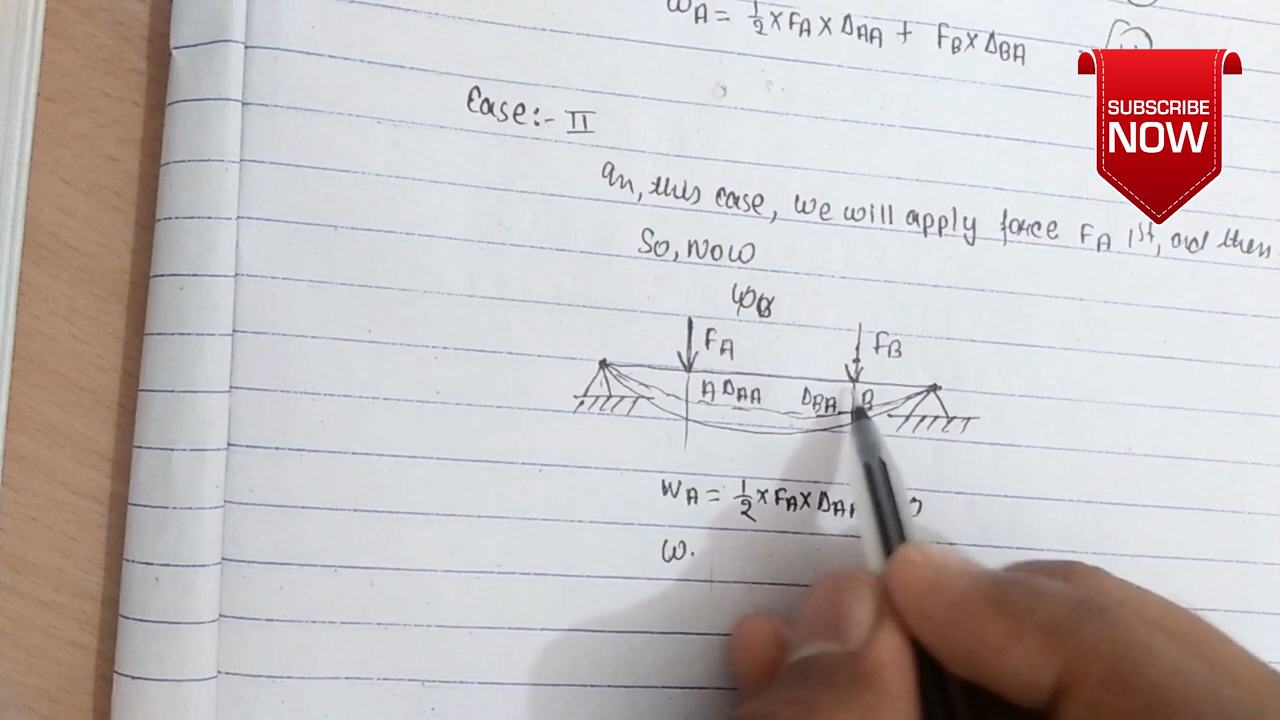 WA = 1/2 × FA × ΔAA + FB × ΔBA
SUBSCRIBE
NOW
Case:- II
In, this case, we will apply force FA 1st, and then
So, Now
FA
FB
A ΔAA ΔBA B
WA = 1/2 × FA × ΔA
W.